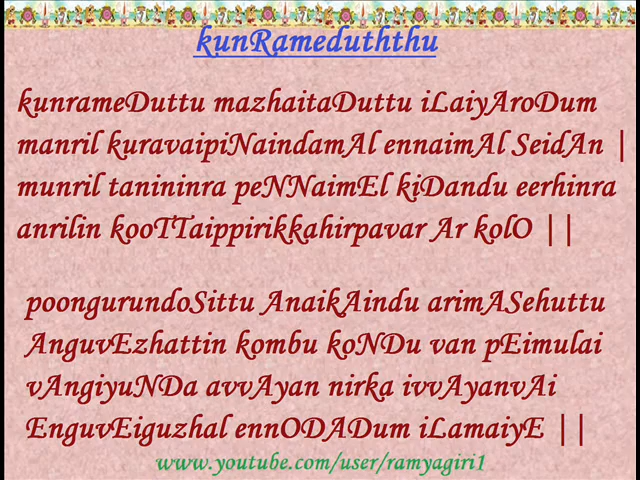 kunRameduththu
kunrameDuttu mazhaitaDuttu iLaiyAroDum
manril kuravaipiNaindamAl ennaimAl SeidAn |
munril tanininra peNNaimEl kiDandu eerhinra
anrilin kooTTaippirikkahirpavar Ar kolO ||
poongurundoSittu AnaikAindu arimASehuttu
AnguvEzhattin kombu koNDu van pEimulai
vAngiyuNDa avvAyan nirka ivvAyanvAi
EnguvEiguzhal ennODADum iLamaiyE ||
www.youtube.com/user/ramyagiri1